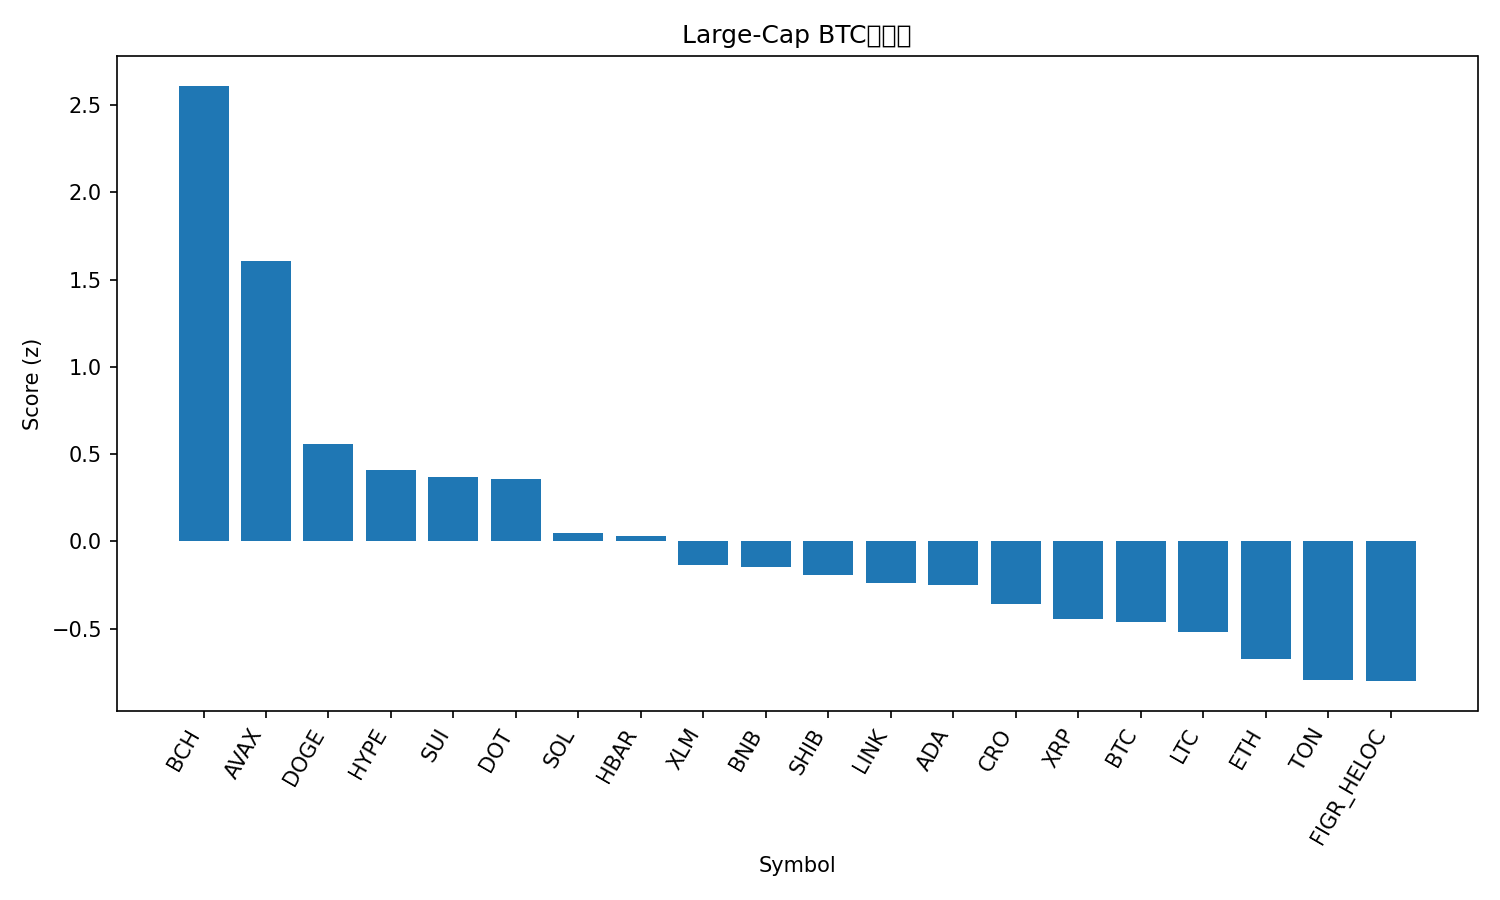 Large-Cap BTC
Score (z)
2.5
2.0
1.5
1.0
0.5
0.0
−0.5
BCH
AVAX
DOGE
HYPE
SUI
DOT
SOL
HBAR
XLM
BNB
SHIB
LINK
ADA
CRO
XRP
BTC
LTC
ETH
TON
FIGR_HELOC
Symbol